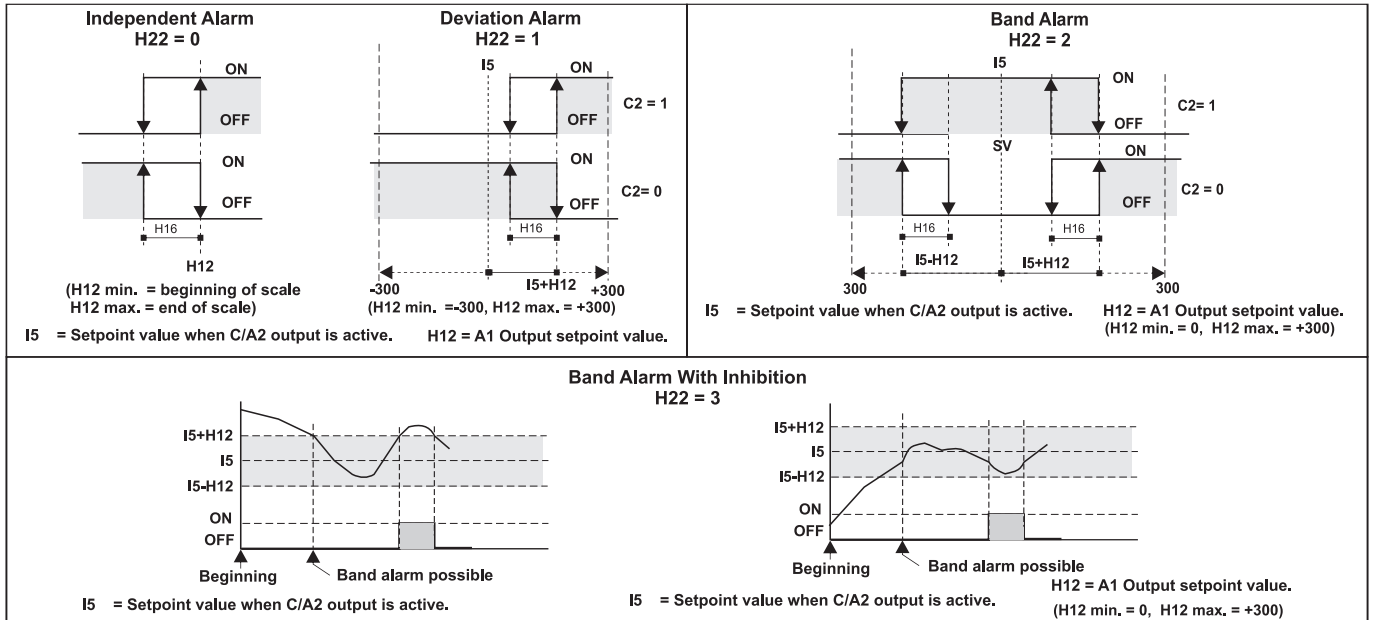 Independent Alarm
H22 = 0
ON
OFF
ON
OFF
H16
H12
(H12 min. = beginning of scale
H12 max. = end of scale)
Deviation Alarm
H22 = 1
I5
ON
C2 = 1
OFF
ON
C2= 0
OFF
H16
I5+H12
-300
+300
(H12 min. =-300, H12 max. = +300)
I5 = Setpoint value when C/A2 output is active.
H12 = A1 Output setpoint value.
Band Alarm
H22 = 2
I5
ON
C2= 1
OFF
SV
ON
C2 = 0
OFF
H16
H16
I5-H12
I5+H12
300
300
I5 = Setpoint value when C/A2 output is active.
H12 = A1 Output setpoint value.
(H12 min. = 0, H12 max. = +300)
Band Alarm With Inhibition
H22 = 3
I5+H12
I5
I5-H12
ON
OFF
Beginning
Band alarm possible
I5 = Setpoint value when C/A2 output is active.
I5+H12
I5
I5-H12
ON
OFF
Beginning
Band alarm possible
I5 = Setpoint value when C/A2 output is active.
H12 = A1 Output setpoint value.
(H12 min. = 0, H12 max. = +300)